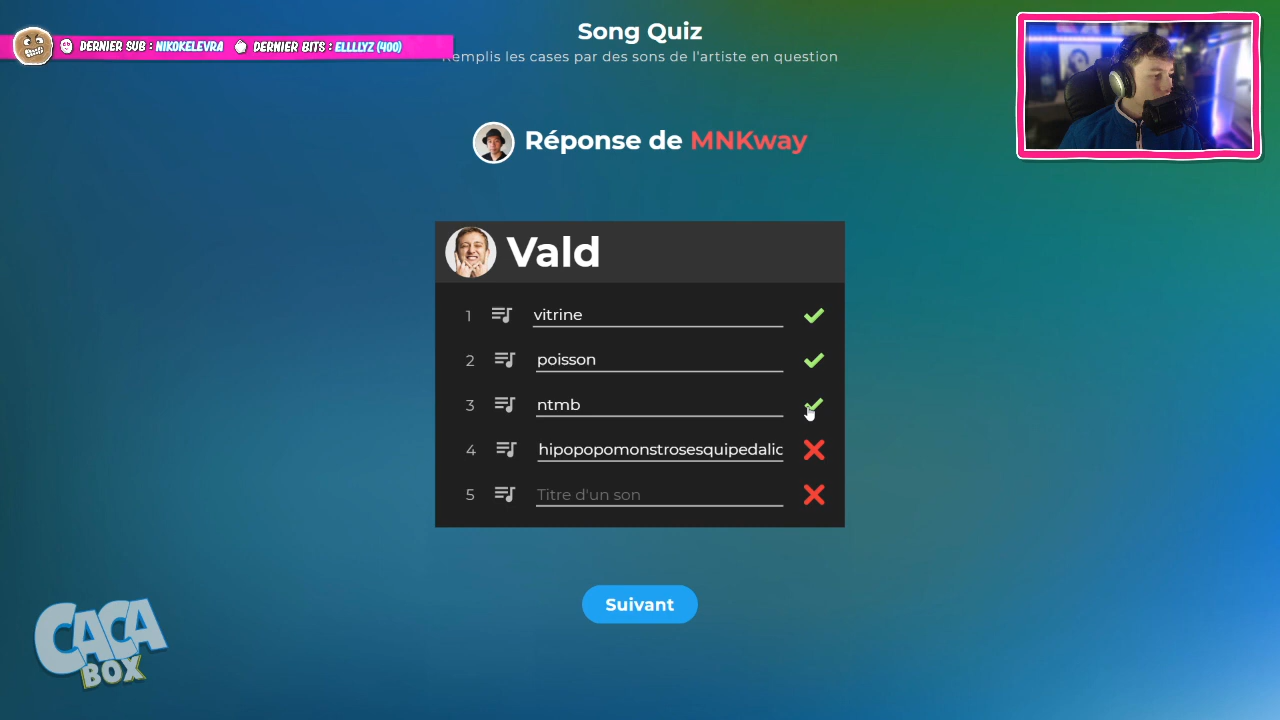 Song Quiz
DERNIER SUB : NIKOKELEVRA DERNIER BITS : ELLLLYZ (400)
emplis les cases par des sons de l'artiste en question
Réponse de MNKway
Vald
1 vitrine
2 poisson
3 ntmb
4 hipopopomonstrosesquipedalic
5 Titre d'un son
Suivant
CACA
BOX